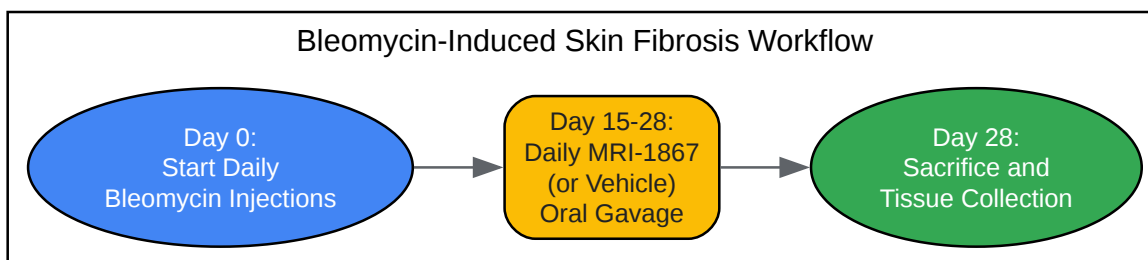 Bleomycin-Induced Skin Fibrosis Workflow
Day 0:
Start Daily
Bleomycin Injections
Day 15-28:
Daily MRI-1867
(or Vehicle)
Oral Gavage
Day 28:
Sacrifice and
Tissue Collection